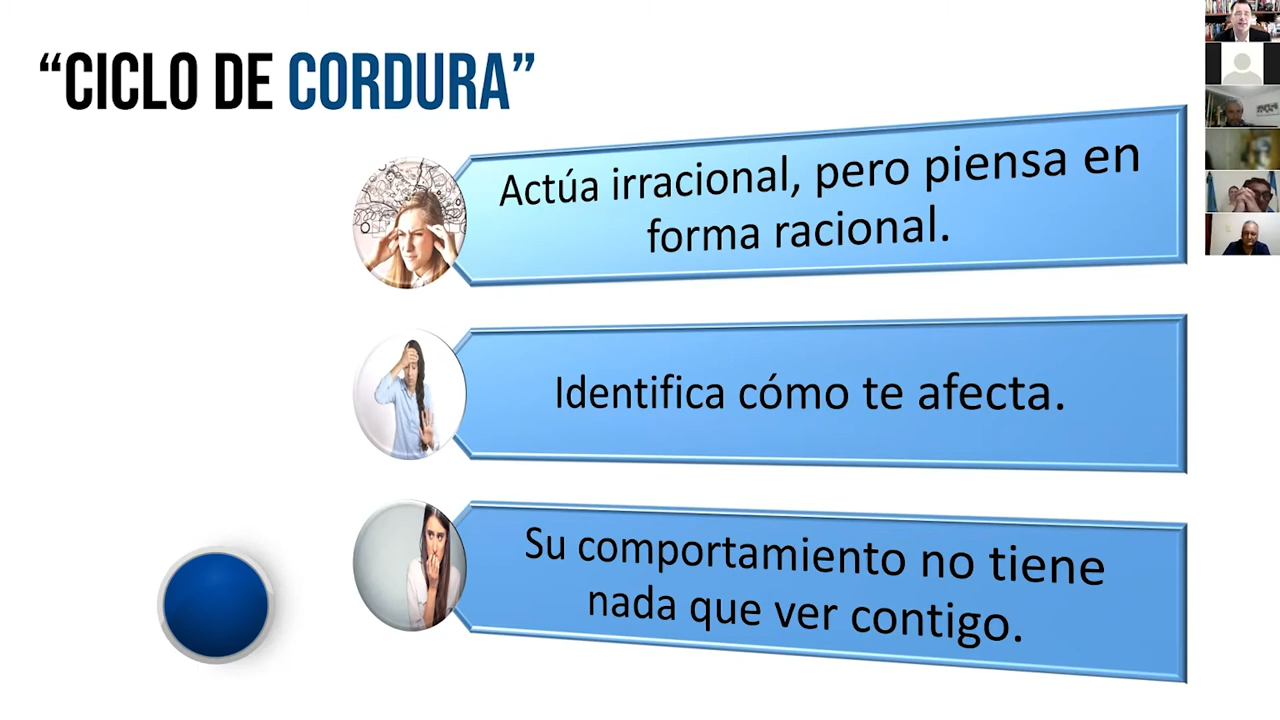 “CICLO DE CORDURA”
Actúa irracional, pero piensa en
forma racional.
Identifica cómo te afecta.
Su comportamiento no tiene
nada que ver contigo.